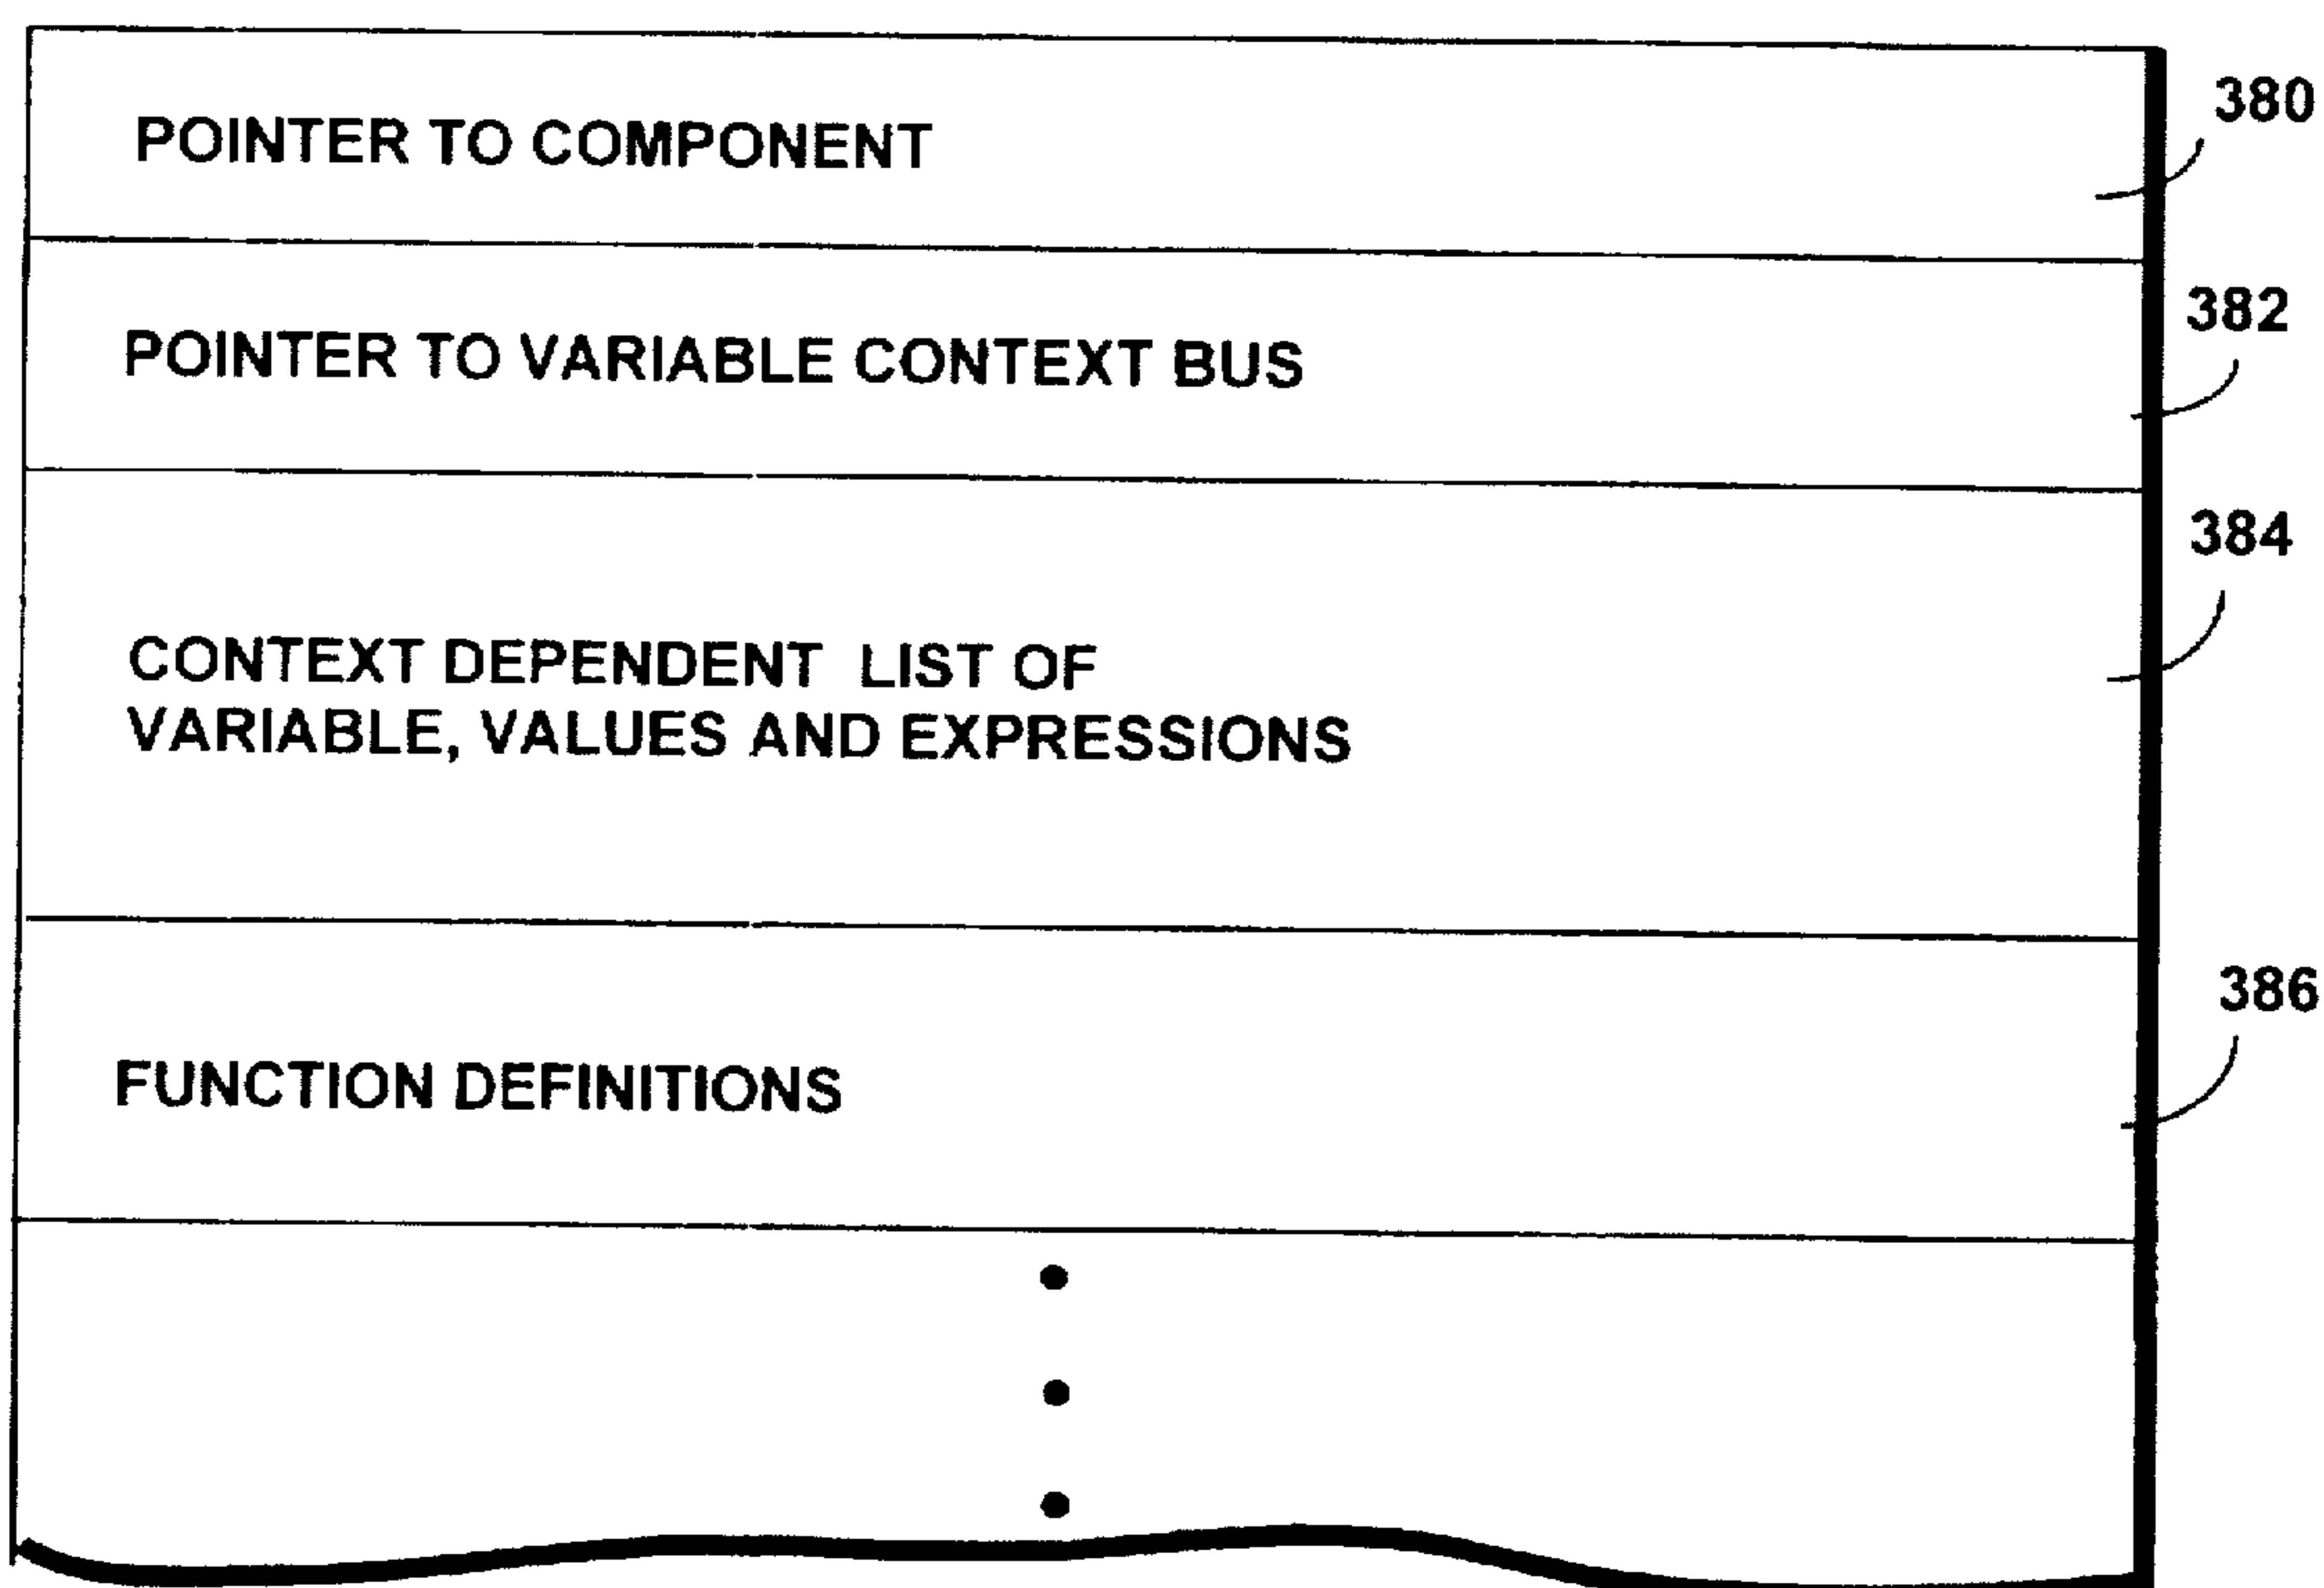 380
POINTER TO COMPONENT
382
POINTER TO VARIABLE CONTEXT BUS
384
CONTEXT DEPENDENT LIST OF
VARIABLE, VALUES AND EXPRESSIONS
386
FUNCTION DEFINITIONS